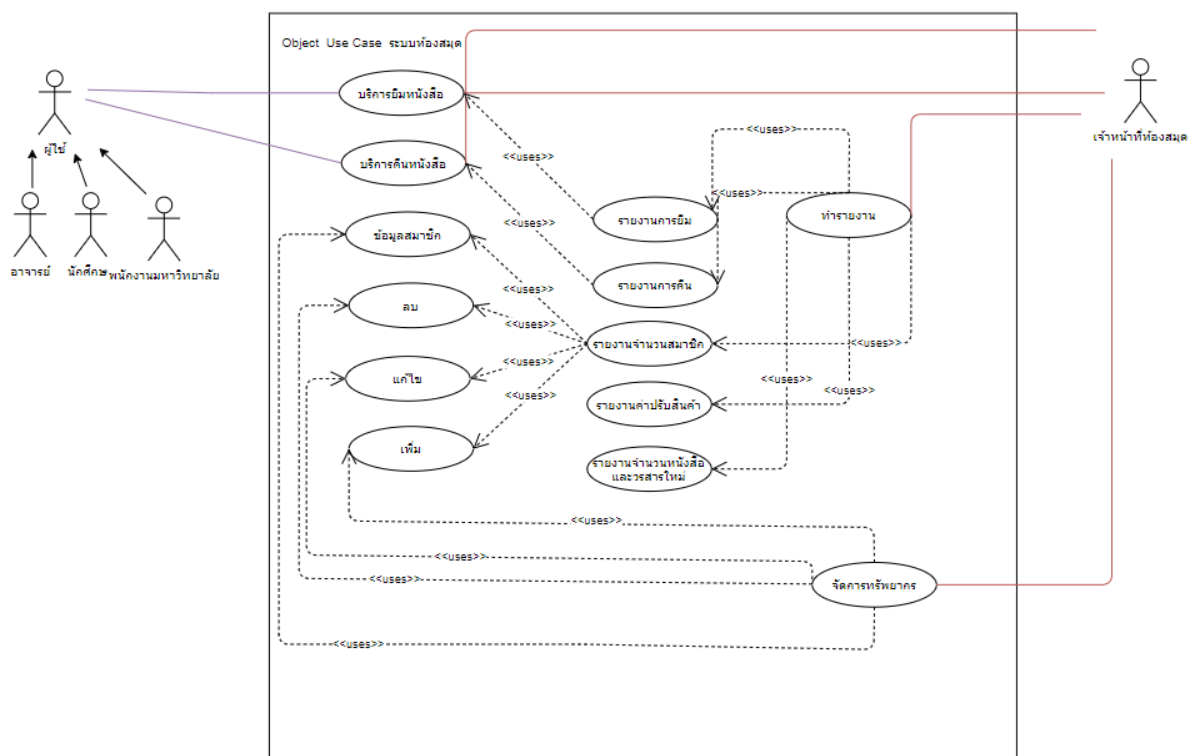 Object Use Case ระบบห้องสมุด
บริการยืมหนังสือ
เจ้าหน้าที่ห้องสมุด
ผู้ใช้
บริการคืนหนังสือ
<<uses>>
<<uses>>
<<uses>>
<<uses>>
อาจารย์
นักศึกษ
พนักงานมหาวิทยาลัย
ข้อมูลสมาชิก
รายงานการยืม
ทำรายงาน
<<uses>>
รายงานการคืน
<<uses>>
ลบ
<<uses>>
รายงานจำนวนสมาชิก
<<uses>>
<<uses>>
แก้ไข
<<uses>>
<<uses>>
<<uses>>
รายงานค่าปรับสินค้า
เพิ่ม
รายงานจำนวนหนังสือ
และวรสารใหม่
<<uses>>
<<uses>>
<<uses>>
จัดการทรัพยากร
<<uses>>